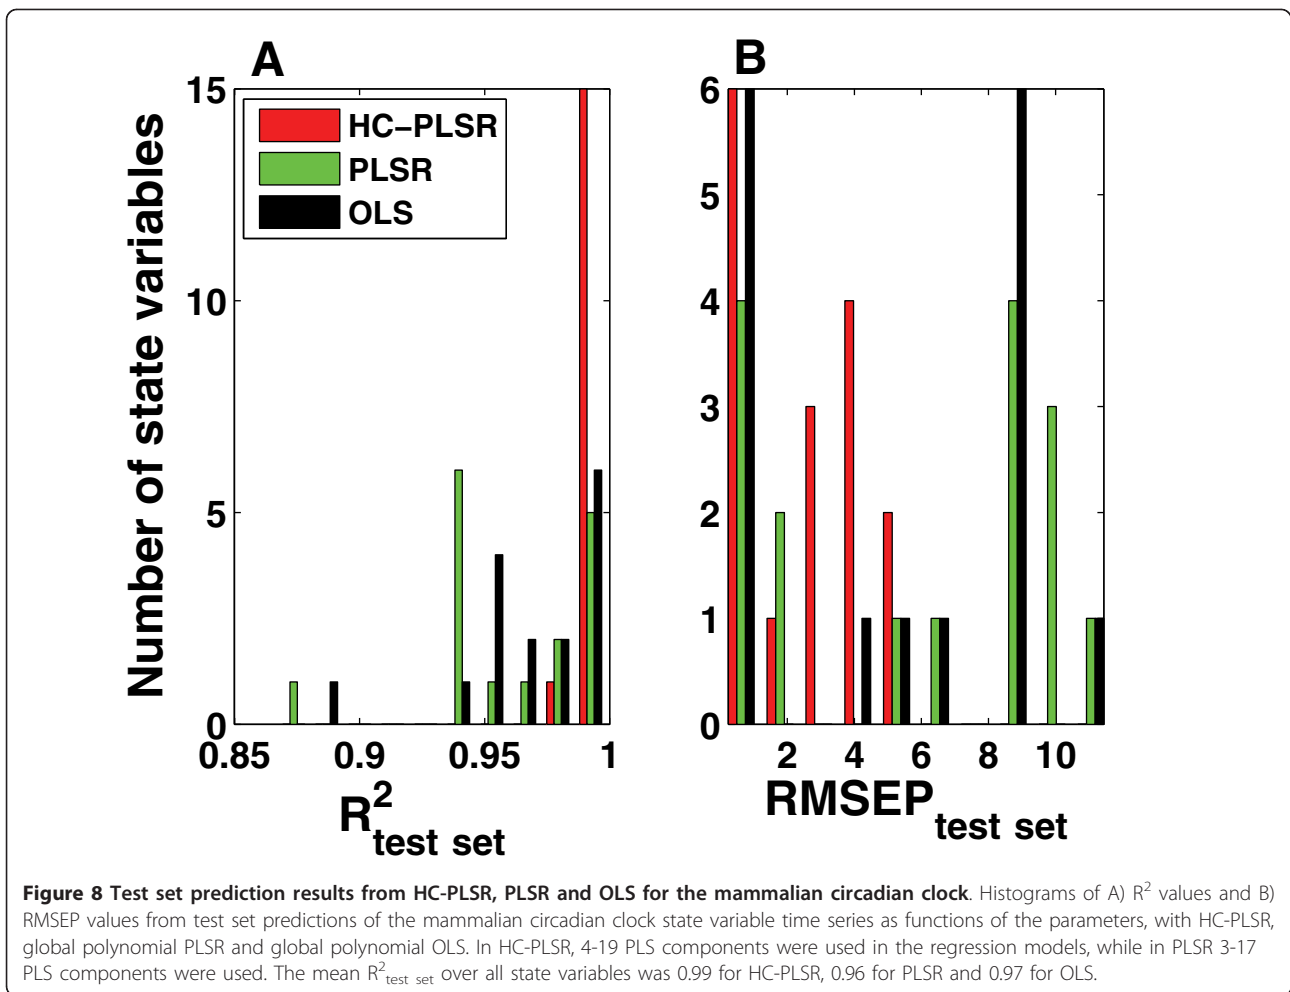 A
B
15
10
5
0
Number of state variables
HC-PLSR
PLSR
OLS
0.85
0.9
0.95
1
R² test set
6
5
4
3
2
1
0
2
4
6
8
10
RMSEP test set
Figure 8 Test set prediction results from HC-PLSR, PLSR and OLS for the mammalian circadian clock. Histograms of A) R² values and B)
RMSEP values from test set predictions of the mammalian circadian clock state variable time series as functions of the parameters, with HC-PLSR,
global polynomial PLSR and global polynomial OLS. In HC-PLSR, 4-19 PLS components were used in the regression models, while in PLSR 3-17
PLS components were used. The mean R² test set over all state variables was 0.99 for HC-PLSR, 0.96 for PLSR and 0.97 for OLS.